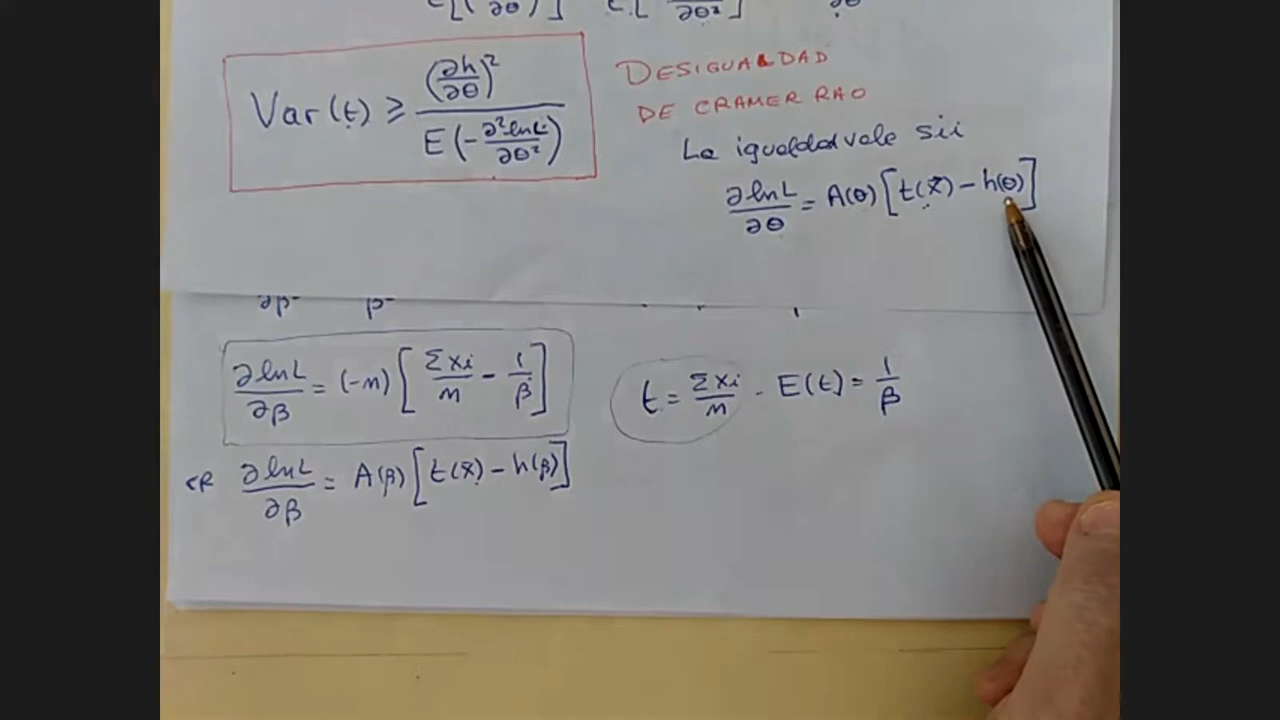 Var(t) ≥ (∂h/∂θ)² / E(-∂²lnL/∂θ²)
DESIGUALDAD
DE CRAMER RAO
La igualdad vale sii
∂lnL/∂θ = A(θ)[t(x) - h(θ)]
∂lnL/∂β = (-n)[Σxi/n - 1/β]
t = Σxi/n - E(t) = 1/β
CR ∂lnL/∂β = A(β)[t(x) - h(β)]